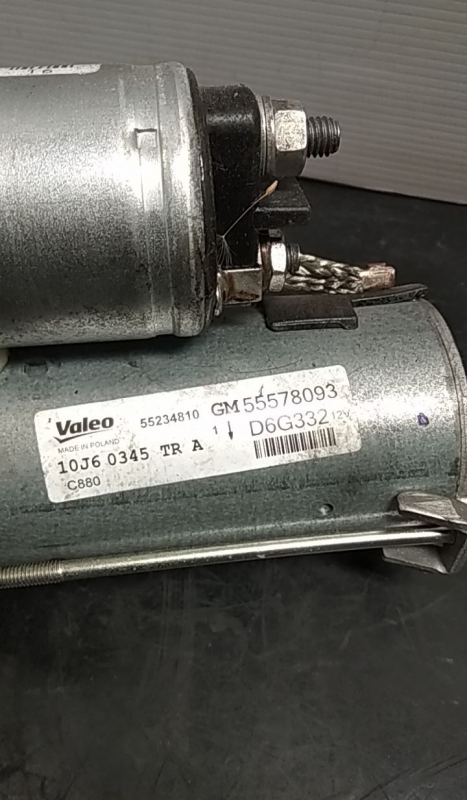 Valeo 55234810 GM55578093
MADE IN POLAND 1 ↓ D6G332 12V
10J6 0345 TR A
C880